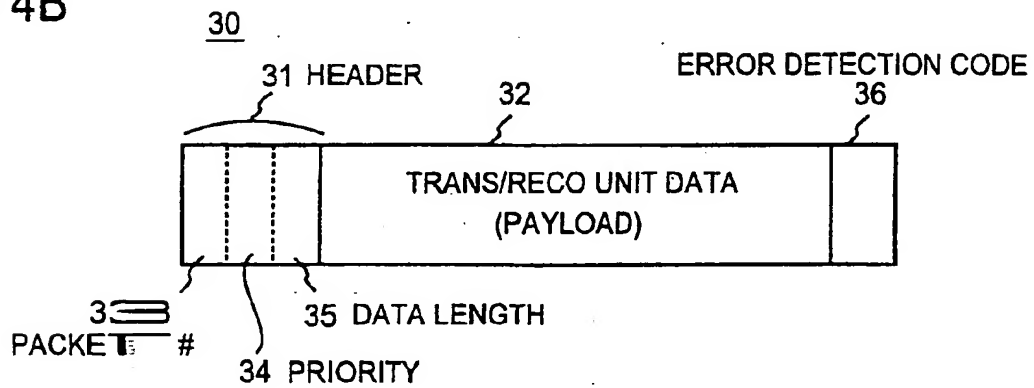 4B
30
31 HEADER
ERROR DETECTION CODE
32
36
TRANS/RECO UNIT DATA
(PAYLOAD)
35 DATA LENGTH
PACKET #
34 PRIORITY